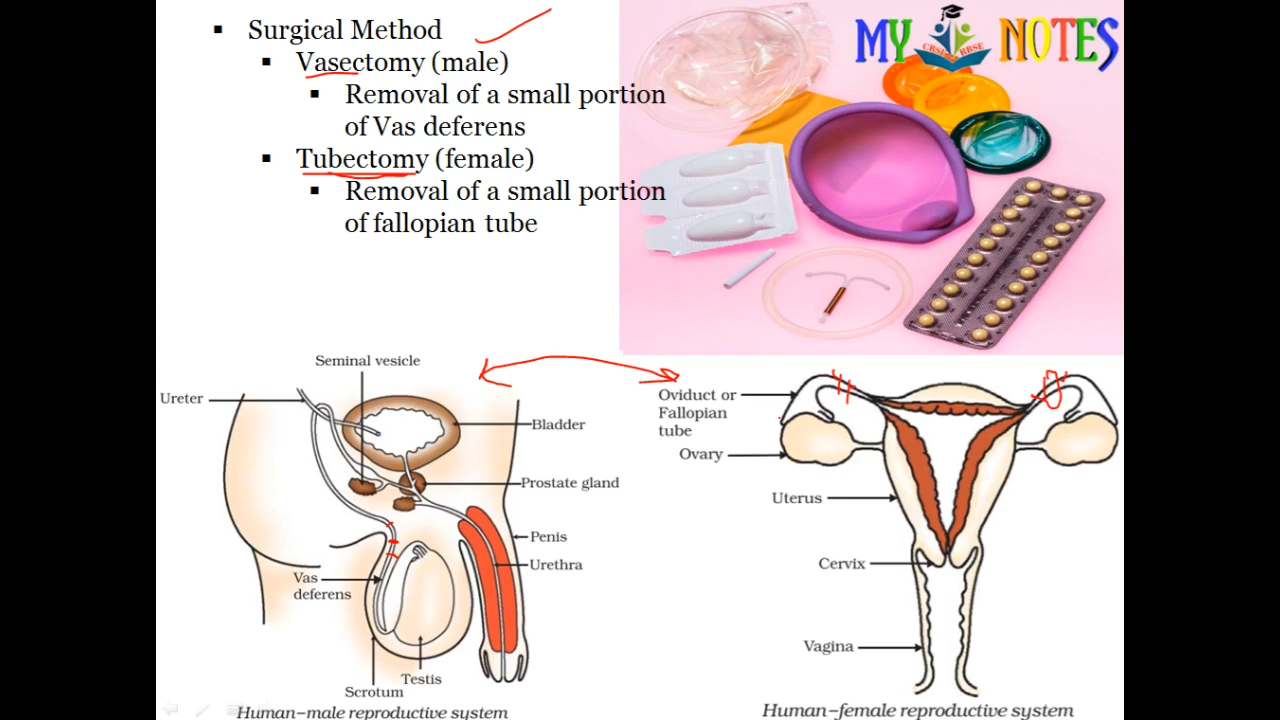 ▪ Surgical Method
▪ Vasectomy (male)
▪ Removal of a small portion
of Vas deferens
▪ Tubectomy (female)
▪ Removal of a small portion
of fallopian tube
MY NOTES
CBSE RBSE
Seminal vesicle
Ureter
Bladder
Prostate gland
Penis
Urethra
Vas
deferens
Testis
Scrotum
Human–male reproductive system
Oviduct or
Fallopian
tube
Ovary
Uterus
Cervix
Vagina
Human–female reproductive system